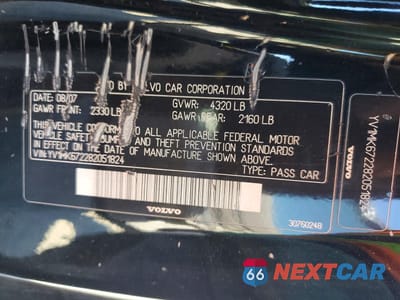 VOLVO CAR CORPORATION
DATE: 08/07 GVWR: 4320 LB
GAWR FRONT: 2330 LB GAWR REAR: 2160 LB
THIS VEHICLE CONFORMS TO ALL APPLICABLE FEDERAL MOTOR
VEHICLE SAFETY, BUMPER AND THEFT PREVENTION STANDARDS
IN EFFECT ON THE DATE OF MANUFACTURE SHOWN ABOVE.
VIN: YV1MK672282051824 TYPE: PASS CAR
VOLVO
30760248
YV1MK672282051824
VOLVO
66 NEXTCAR